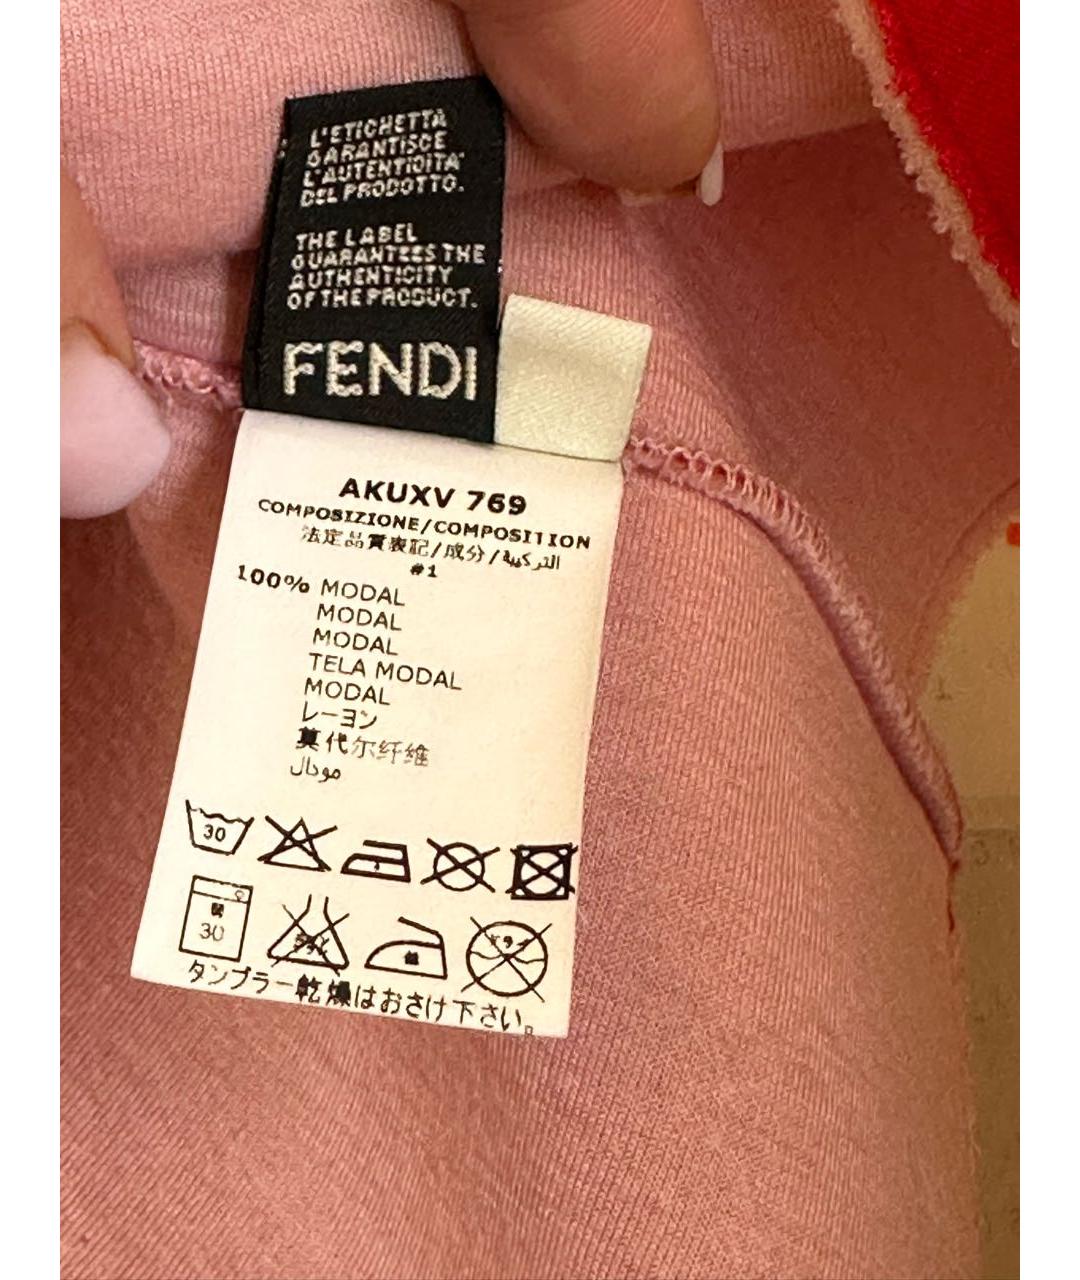 L'ETICHETTA
GARANTISCE
L'AUTENTICITA'
DEL PRODOTTO.
THE LABEL
GUARANTEES THE
AUTHENTICITY
OF THE PRODUCT.
FENDI
AKUXV 769
COMPOSIZIONE/COMPOSITION
法定品質表記/成分/التركيبة
#1
100% MODAL
MODAL
MODAL
TELA MODAL
MODAL
レーヨン
莫代尔纤维
مودال
30
30
タンブラー乾燥はおさけ下さい。